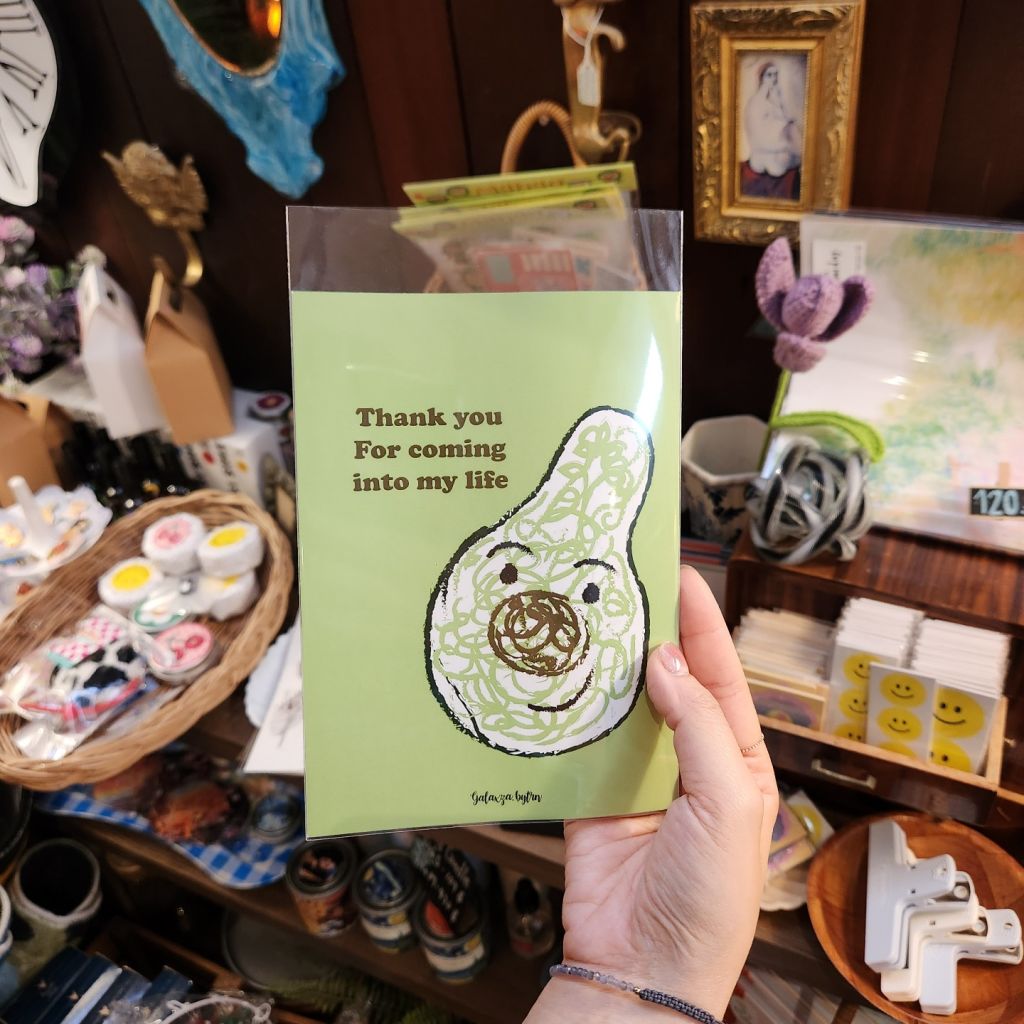 Thank you
For coming
into my life
Galaxza.bytrn
120.